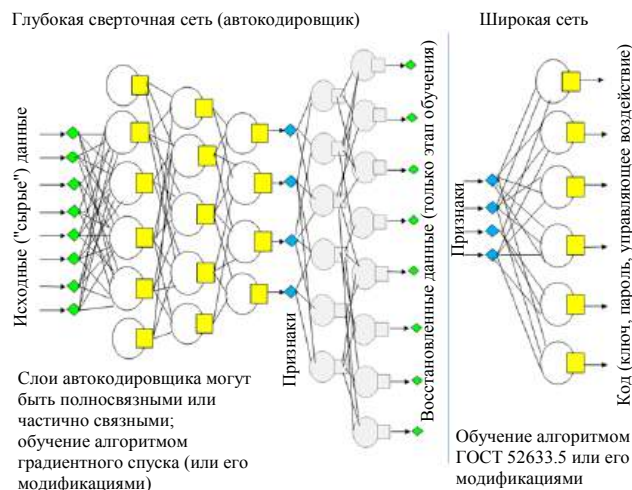 Глубокая сверточная сеть (автокодировщик)
Широкая сеть
Исходные ("сырые") данные
Признаки
Восстановленные данные (только этап обучения)
Признаки
Код (ключ, пароль, управляющее воздействие)
Слои автокодировщика могут
быть полносвязными или
частично связными;
обучение алгоритмом
градиентного спуска (или его
модификациями)
Обучение алгоритмом
ГОСТ 52633.5 или его
модификациями